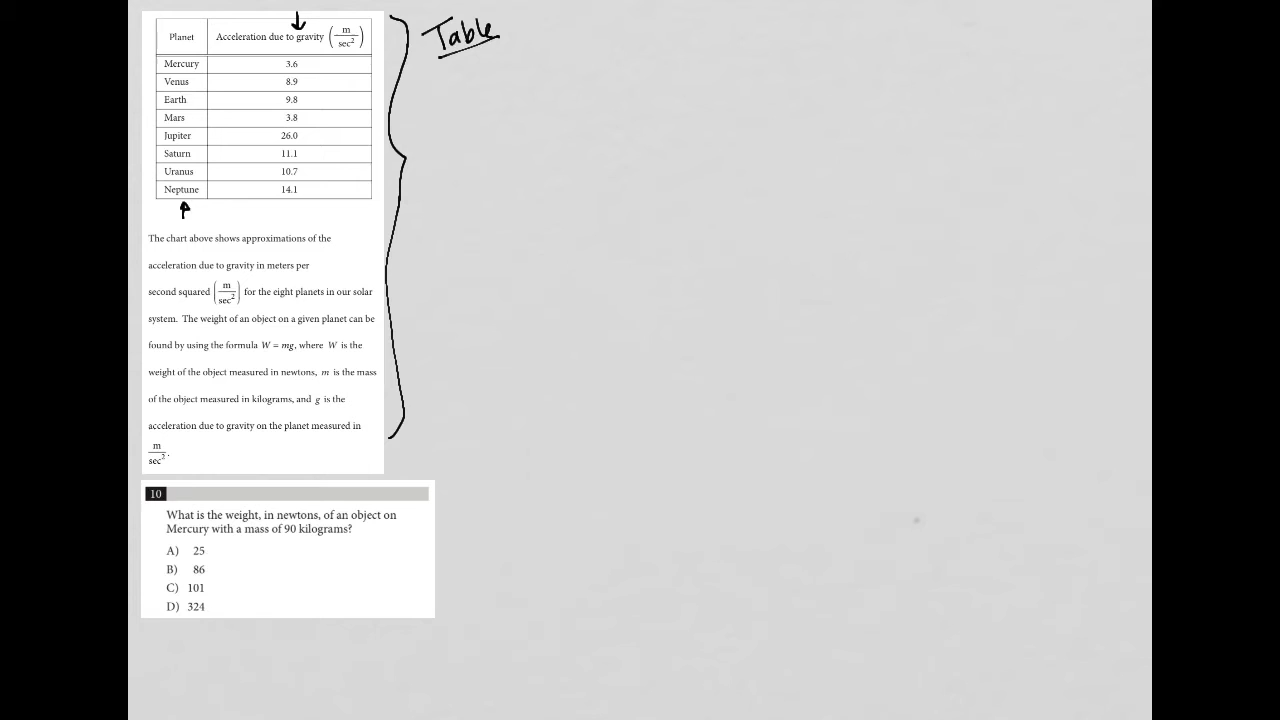 Planet Acceleration due to gravity (m/sec²)
Mercury 3.6
Venus 8.9
Earth 9.8
Mars 3.8
Jupiter 26.0
Saturn 11.1
Uranus 10.7
Neptune 14.1
Table
The chart above shows approximations of the
acceleration due to gravity in meters per
second squared (m/sec²) for the eight planets in our solar
system. The weight of an object on a given planet can be
found by using the formula W = mg, where W is the
weight of the object measured in newtons, m is the mass
of the object measured in kilograms, and g is the
acceleration due to gravity on the planet measured in
m/sec².
10
What is the weight, in newtons, of an object on
Mercury with a mass of 90 kilograms?
A) 25
B) 86
C) 101
D) 324